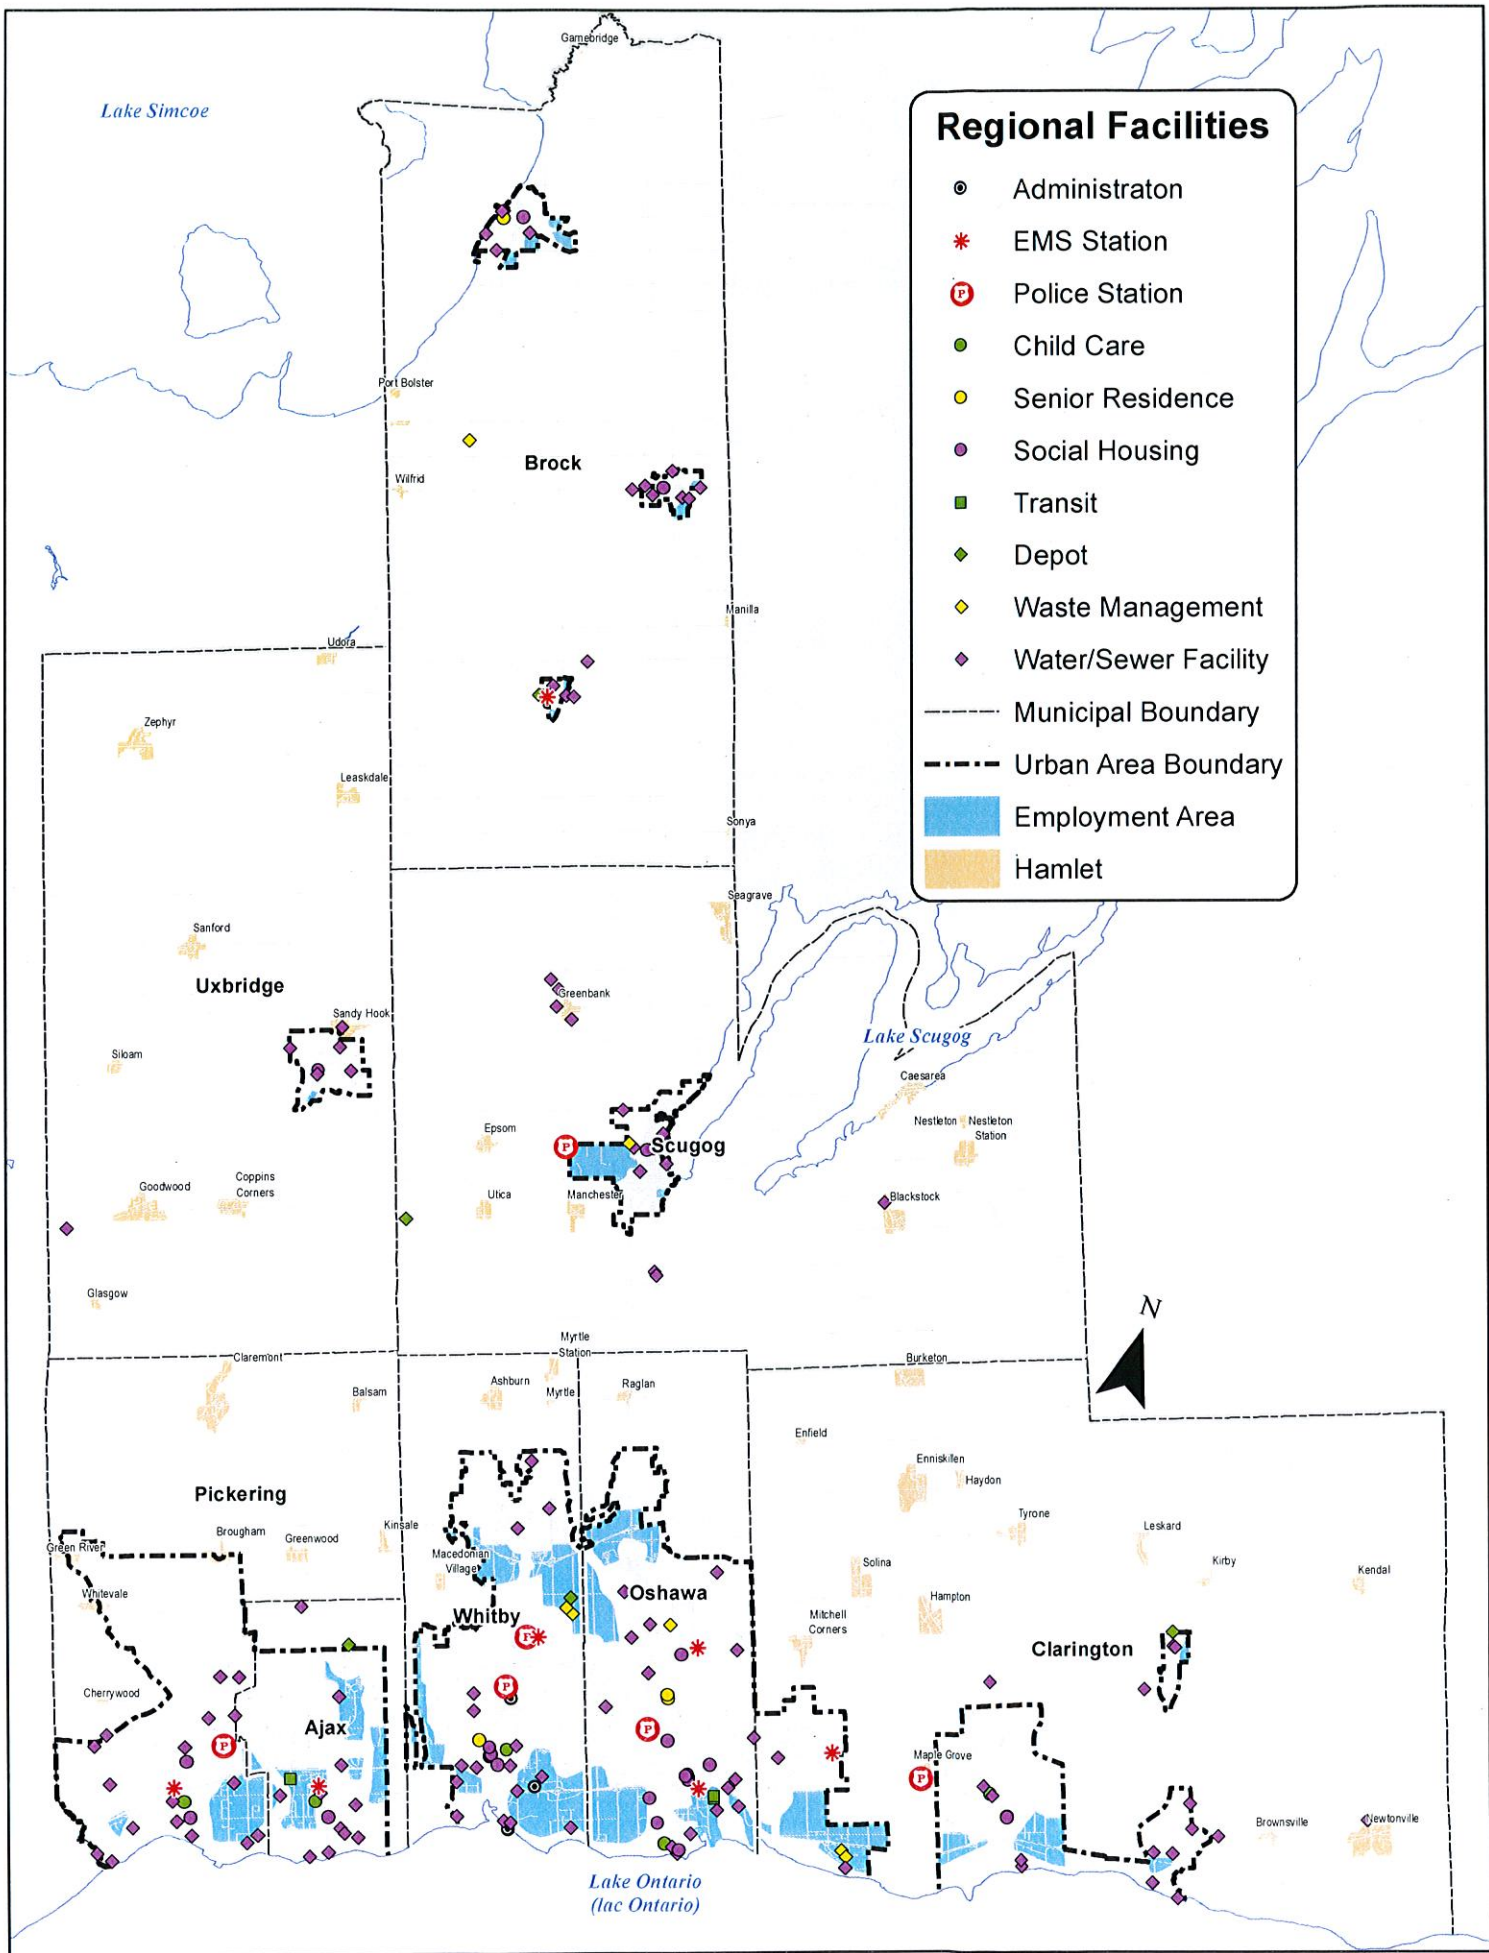 Gamebridge
Lake Simcoe
Regional Facilities
Administraton
EMS Station
P Police Station
Child Care
Senior Residence
Social Housing
Transit
Depot
Waste Management
Water/Sewer Facility
Municipal Boundary
Urban Area Boundary
Employment Area
Hamlet
Port Bolster
Brock
Wilfrid
Manilla
Udora
Zephyr
Leaskdale
Sonya
Seagrave
Sanford
Uxbridge
Greenbank
Sandy Hook
Lake Scugog
Siloam
Caesarea
Nestleton
Nestleton
Station
Epsom
P
Scugog
Coppins
Corners
Goodwood
Utica
Manchester
Blackstock
Glasgow
N
Myrtle
Station
Claremont
Burketon
Balsam
Ashburn
Myrtle
Raglan
Enfield
Enniskillen
Haydon
Pickering
Tyrone
Leskard
Kinsale
Brougham
Greenwood
Green River
Macedonian
Village
Solina
Kirby
Kendal
Whitevale
Oshawa
Hampton
Whitby
Mitchell
Corners
P
Clarington
Cherrywood
P
Ajax
P
P
Maple Grove
P
Brownsville
Newtonville
Lake Ontario
(lac Ontario)